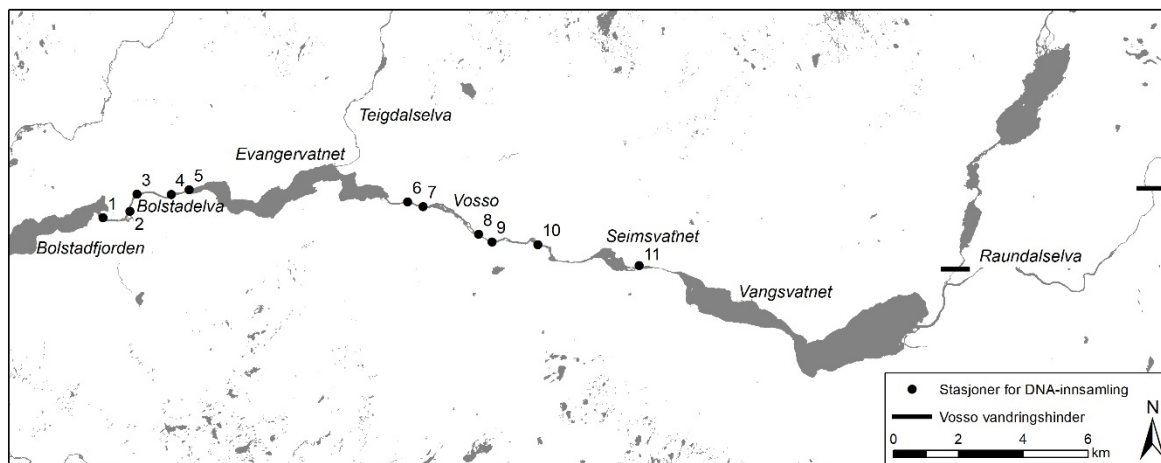 Teigdalselva
Evangervatnet
3
4
5
1
2
Bolstadelva
Bolstadfjorden
6
7
Vosso
8
9
10
Seimsvatnet
11
Vangsvatnet
Raundalselva
Stasjoner for DNA-innsamling
Vosso vandringshinder
N
0 2 4 6
km